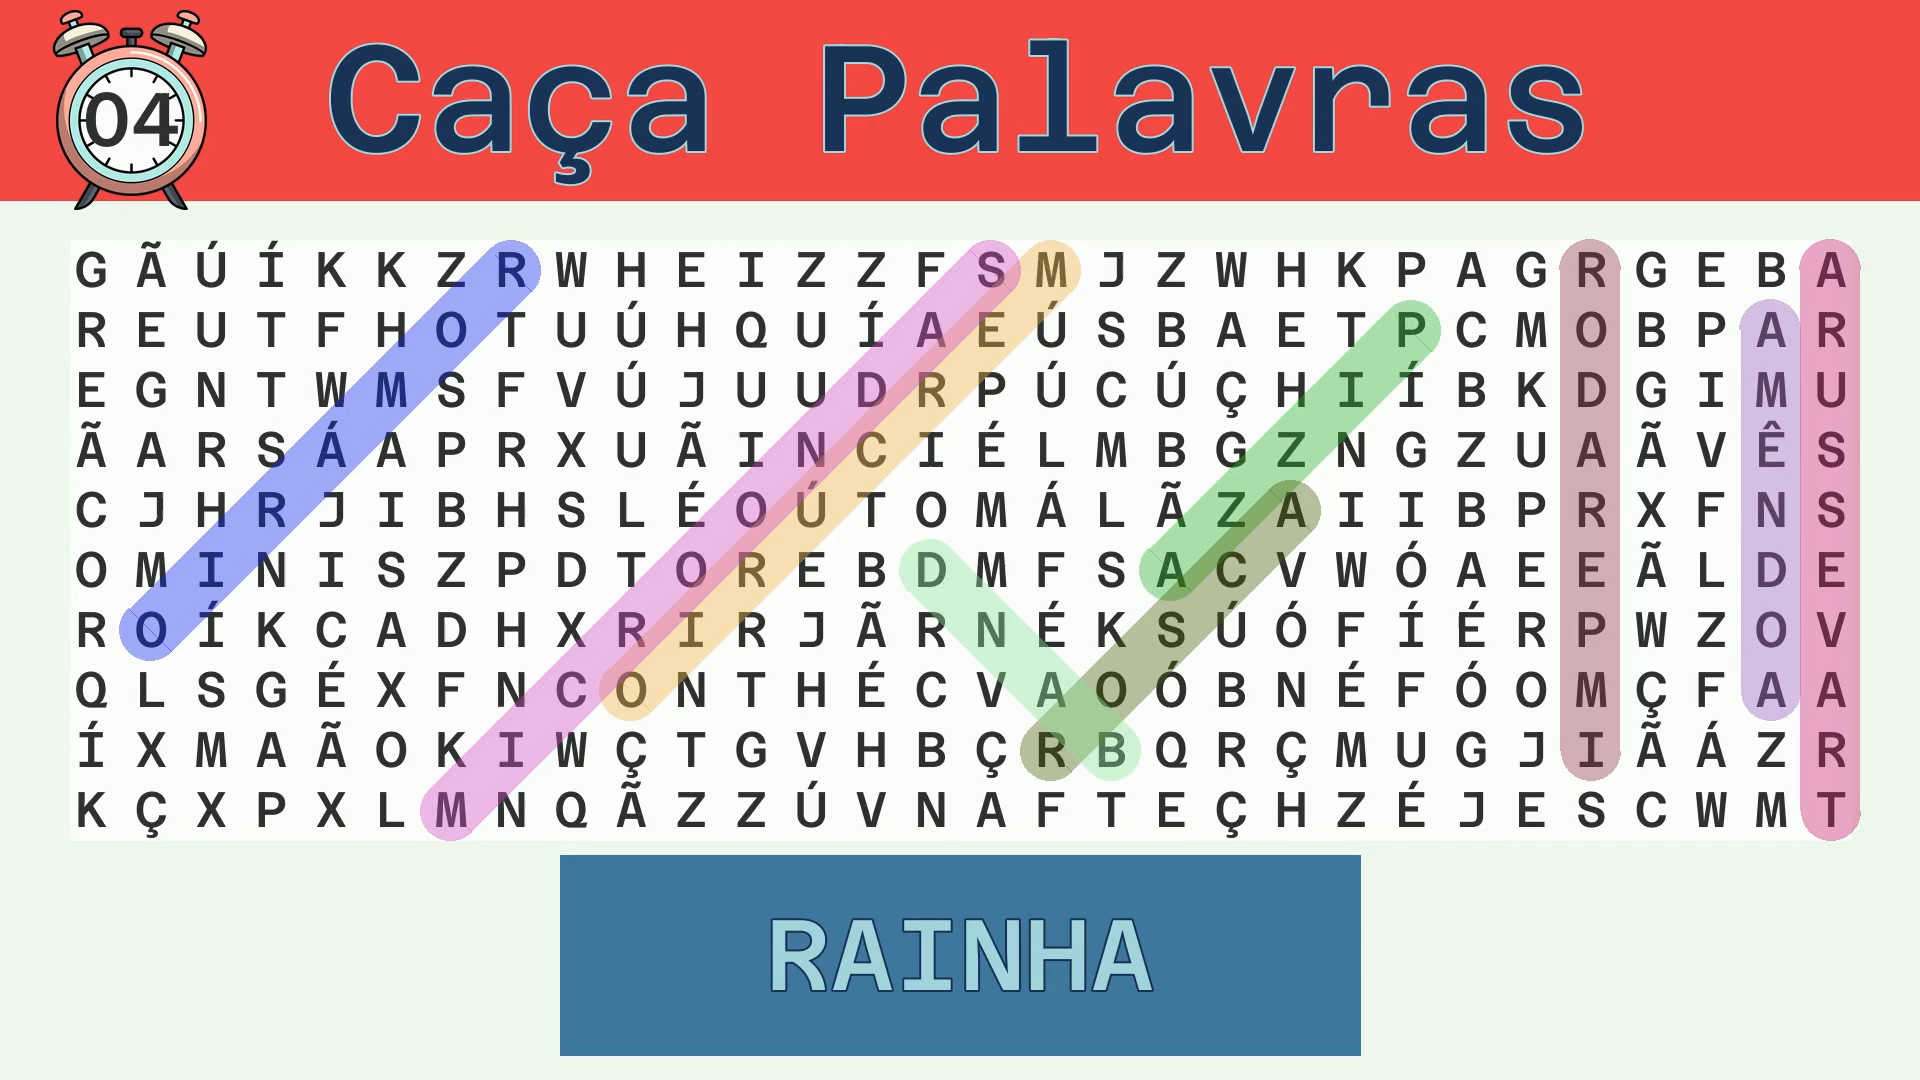 04
Caça Palavras
G Ã Ú Í K K Z R W H E I Z Z F S M J Z W H K P A G R G E B A
R E U T F H O T U Ú H Q U Í A E Ú S B A E T P C M O B P A R
E G N T W M S F V Ú J U U D R P Ú C Ú Ç H I Í B K D G I M U
Ã A R S Á A P R X U Ã I N C I É L M B G Z N G Z U A Ã V Ê S
C J H R J I B H S L É O Ú T O M Á L Ã Z A I I B P R X F N S
O M I N I S Z P D T O R E B D M F S A C V W Ó A E E Ã L D E
R O Í K C A D H X R I R J Ã R N É K S Ú Ó F Í É R P W Z O V
Q L S G É X F N C O N T H É C V A O Ó B N É F Ó O M Ç F A A
Í X M A Ã O K I W Ç T G V H B Ç R B Q R Ç M U G J I Ã Á Z R
K Ç X P X L M N Q Ã Z Z Ú V N A F T E Ç H Z É J E S C W M T
RAINHA